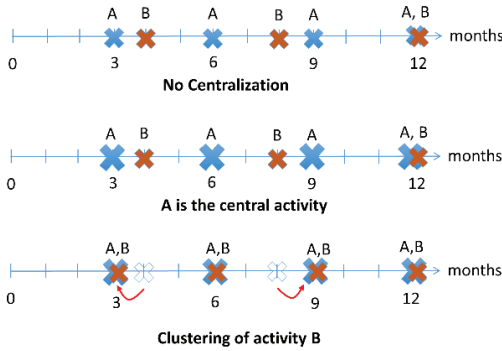 A B A B A A, B
months
0 3 6 9 12
No Centralization
A B A B A A, B
months
0 3 6 9 12
A is the central activity
A,B A,B A,B A,B
months
0 3 6 9 12
Clustering of activity B